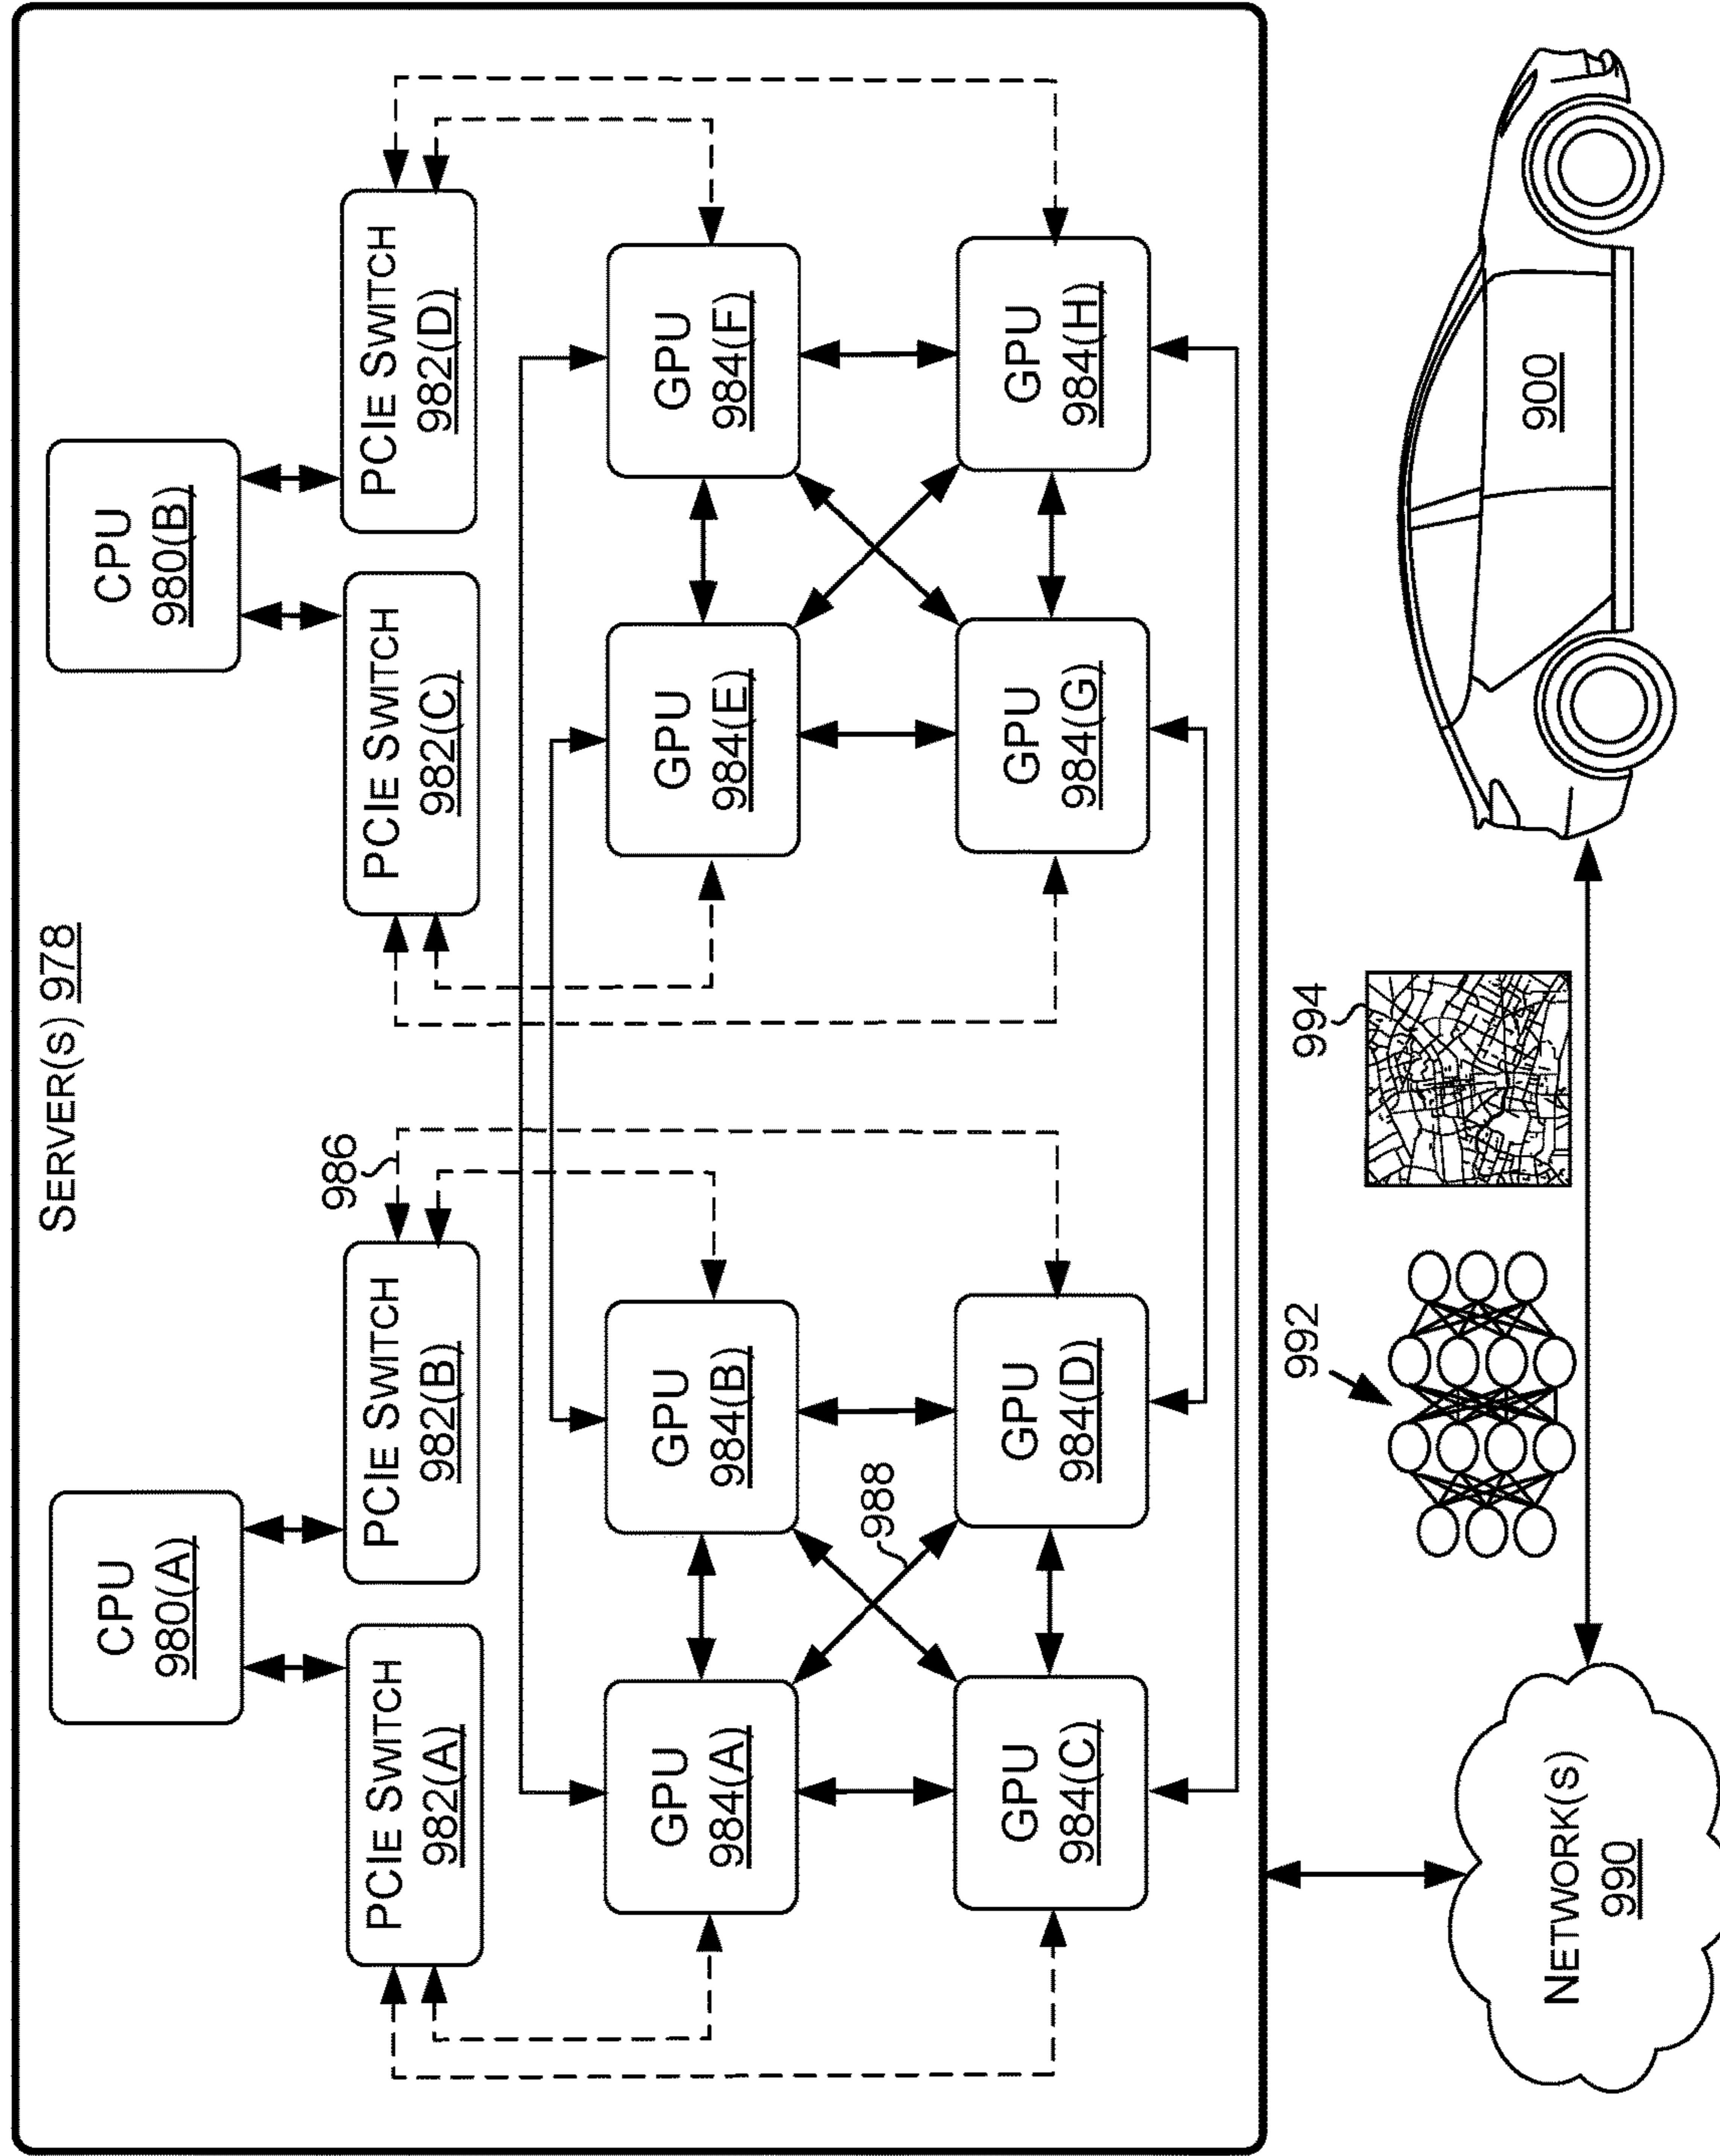 SERVER(S) 978
CPU
980(A)
CPU
980(B)
PCIE SWITCH
982(A)
PCIE SWITCH
982(B)
986
PCIE SWITCH
982(C)
PCIE SWITCH
982(D)
GPU
984(A)
GPU
984(B)
GPU
984(E)
GPU
984(F)
988
GPU
984(C)
GPU
984(D)
GPU
984(G)
GPU
984(H)
992
994
NETWORK(S)
990
900